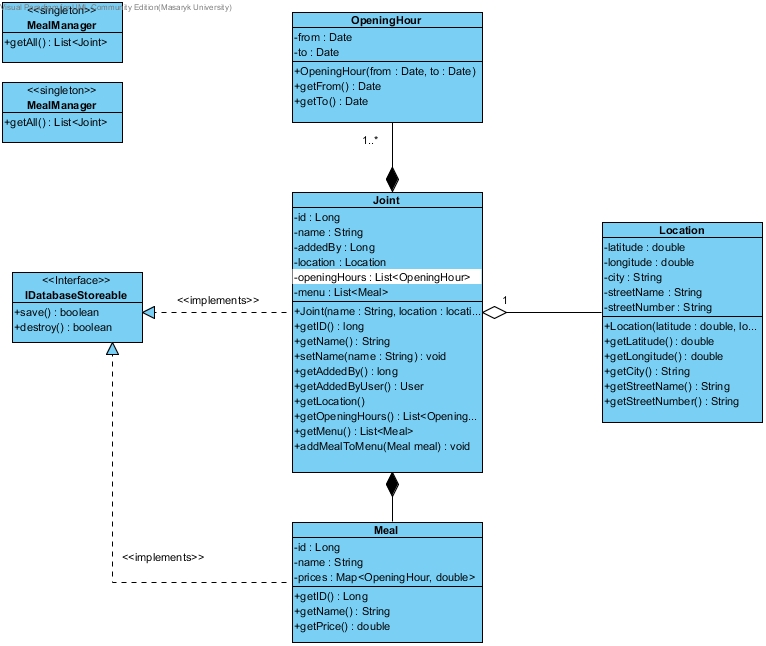 Visual Paradigm for UML Community Edition(Masaryk University)
<<singleton>>
MealManager
+getAll() : List<Joint>
<<singleton>>
MealManager
+getAll() : List<Joint>
OpeningHour
-from : Date
-to : Date
+OpeningHour(from : Date, to : Date)
+getFrom() : Date
+getTo() : Date
1..*
Joint
-id : Long
-name : String
-addedBy : Long
-location : Location
-openingHours : List<OpeningHour>
-menu : List<Meal>
+Joint(name : String, location : locati...
+getID() : long
+getName() : String
+setName(name : String) : void
+getAddedBy() : long
+getAddedByUser() : User
+getLocation()
+getOpeningHours() : List<Opening...
+getMenu() : List<Meal>
+addMealToMenu(Meal meal) : void
1
Location
-latitude : double
-longitude : double
-city : String
-streetName : String
-streetNumber : String
+Location(latitude : double, lo...
+getLatitude() : double
+getLongitude() : double
+getCity() : String
+getStreetName() : String
+getStreetNumber() : String
<<Interface>>
IDatabaseStoreable
+save() : boolean
+destroy() : boolean
<<implements>>
<<implements>>
Meal
-id : Long
-name : String
-prices : Map<OpeningHour, double>
+getID() : Long
+getName() : String
+getPrice() : double